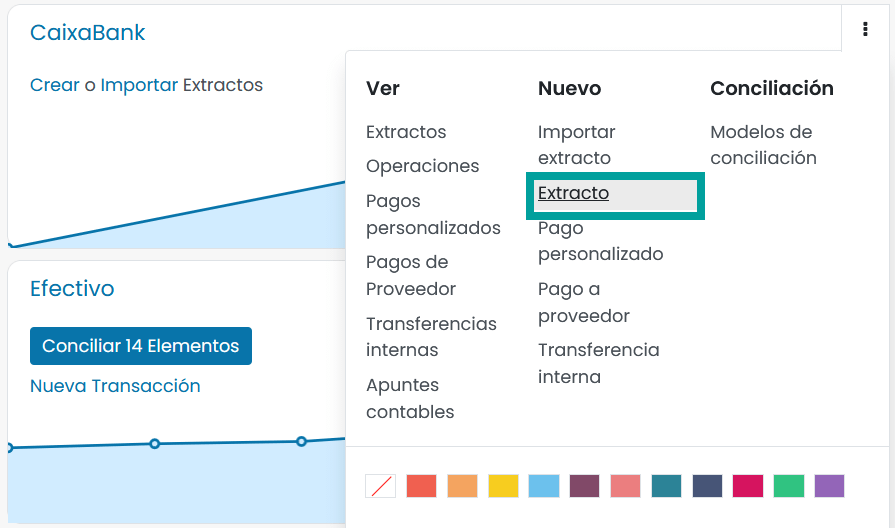 CaixaBank
Crear o Importar Extractos
Ver
Extractos
Operaciones
Pagos
personalizados
Pagos de
Proveedor
Transferencias
internas
Apuntes
contables
Nuevo
Importar
extracto
Extracto
Pago
personalizado
Pago a
proveedor
Transferencia
interna
Conciliación
Modelos de
conciliación
Efectivo
Conciliar 14 Elementos
Nueva Transacción